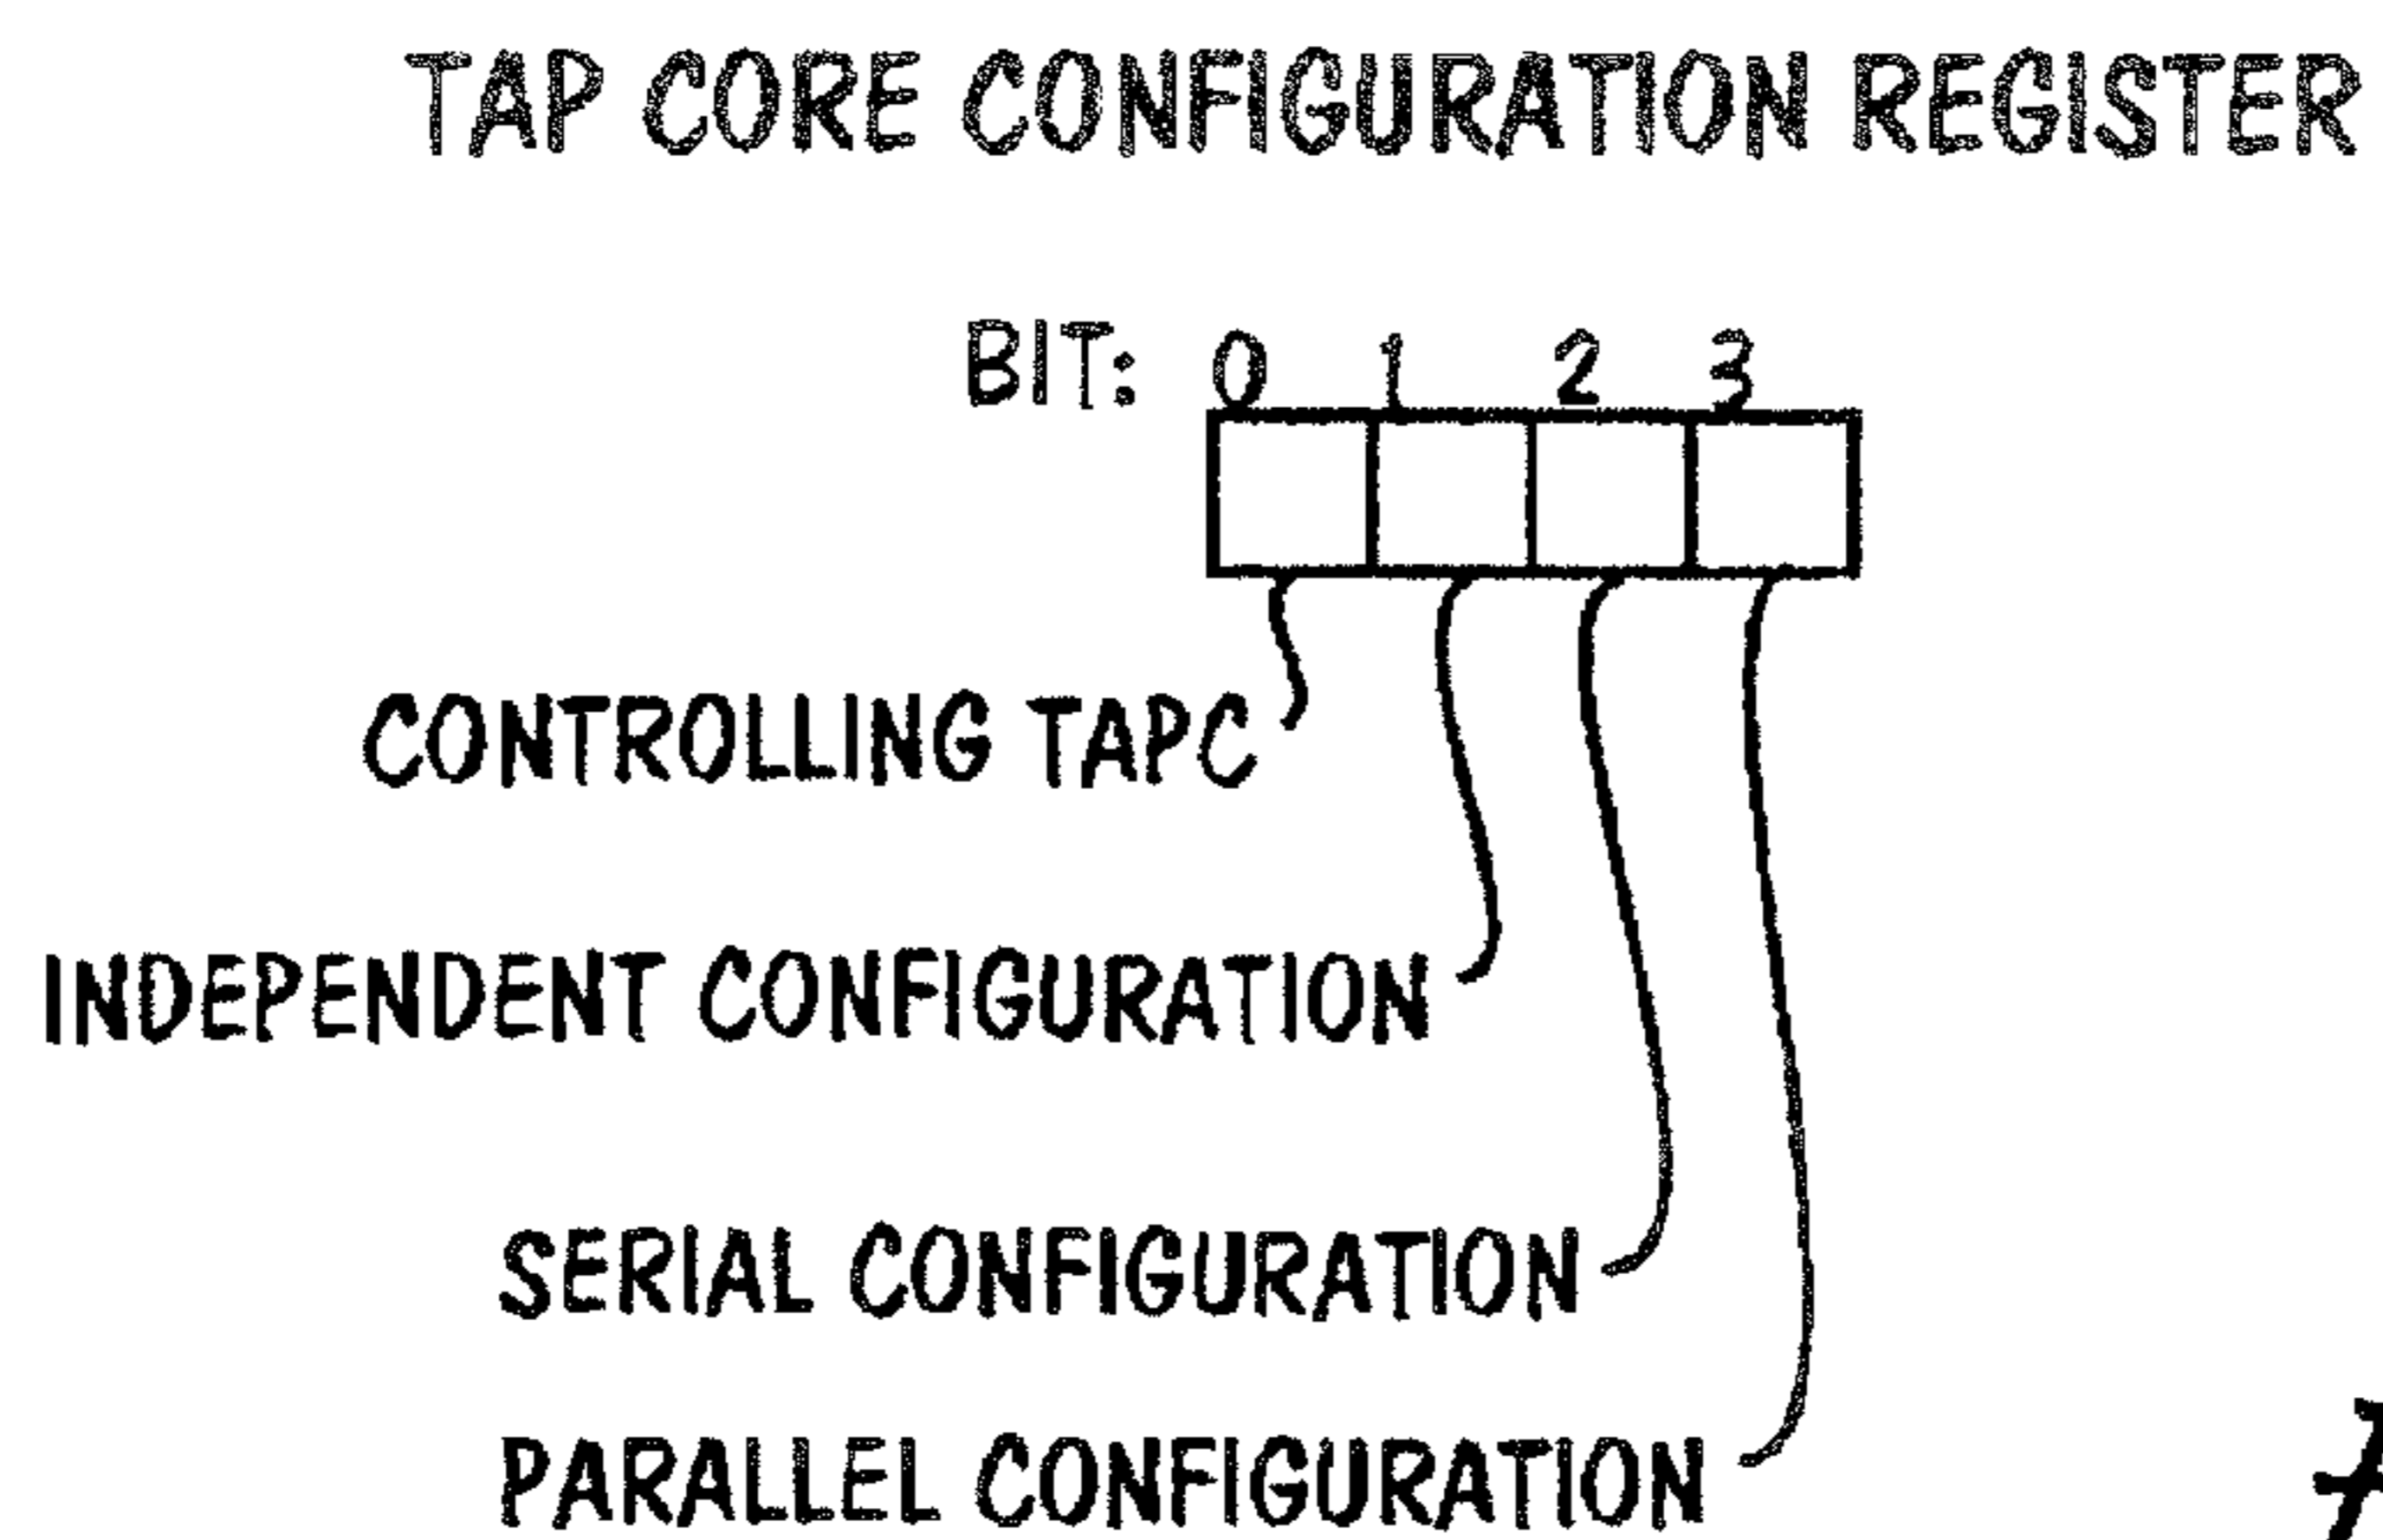 TAP CORE CONFIGURATION REGISTER
BIT: 0 1 2 3
CONTROLLING TAPC
INDEPENDENT CONFIGURATION
SERIAL CONFIGURATION
PARALLEL CONFIGURATION